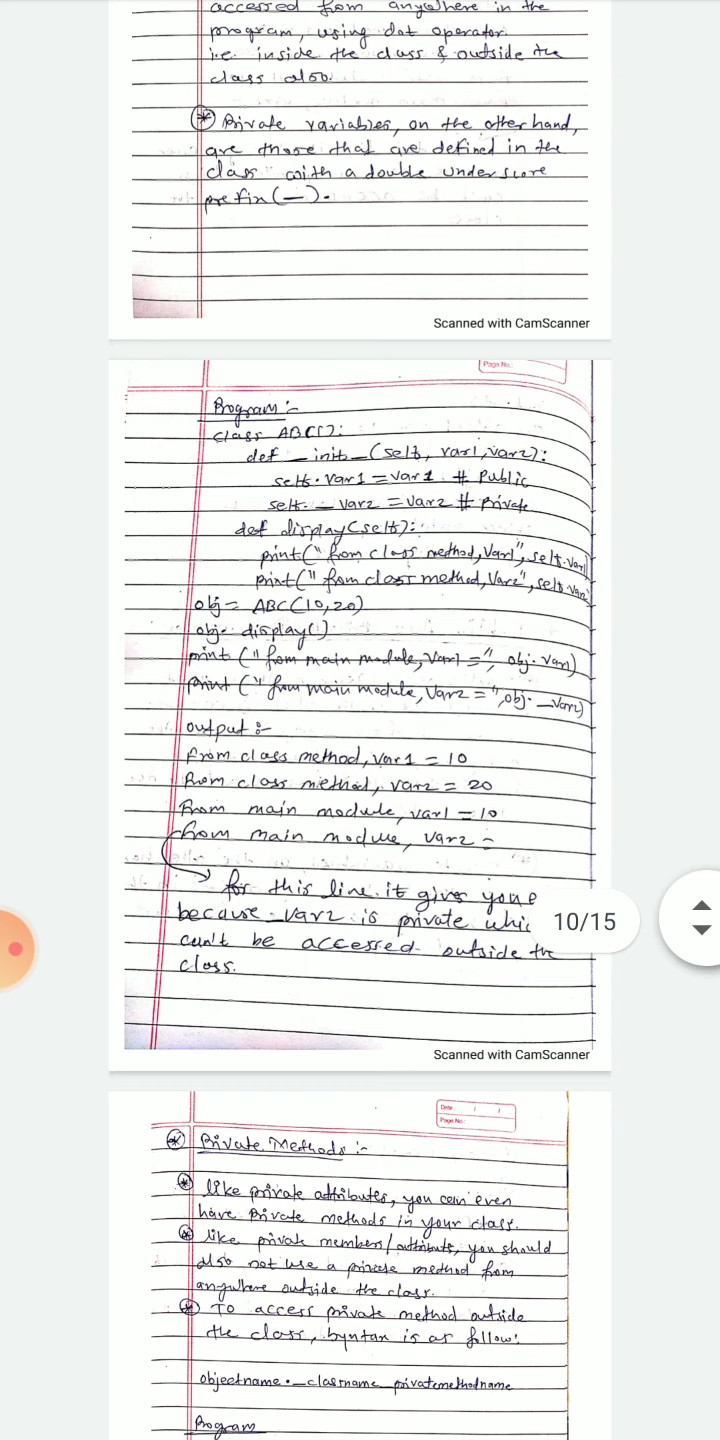 accessed from anywhere in the
program, using dot operator.
i.e. inside the class & outside the
class also.
* Private variables, on the other hand,
are those that are defined in the
class with a double underscore
prefix (__).
Scanned with CamScanner
Page No.:
Program :-
class ABC():
def __init__(self, var1, var2):
self.var1 = var1 # Public
self.__var2 = var2 # Private
def display(self):
print("from class method, Var1", self.var1
print("from class method, Var2", self.var2
obj = ABC(10,20)
obj. display()
print ("from main module, Var1 =", obj. var1)
print ("from main module, Var2 =", obj. __var2)
output :-
From class method, var1 = 10
From class method, var2 = 20
From main module, var1 = 10
from main module, var2 =
for this line it gives you e
because _var2 is private whic
can't be accessed outside the
class.
10/15
Scanned with CamScanner
Date / /
Page No.:
* Private Methods :-
* like private attributes, you can even
have Private methods in your class.
* like private members/attributs, you should
also not use a private method from
anywhere outside the class.
* To access private method outside
the class, syntax is as follow:
objectname.__classname__privatemethodname
Program